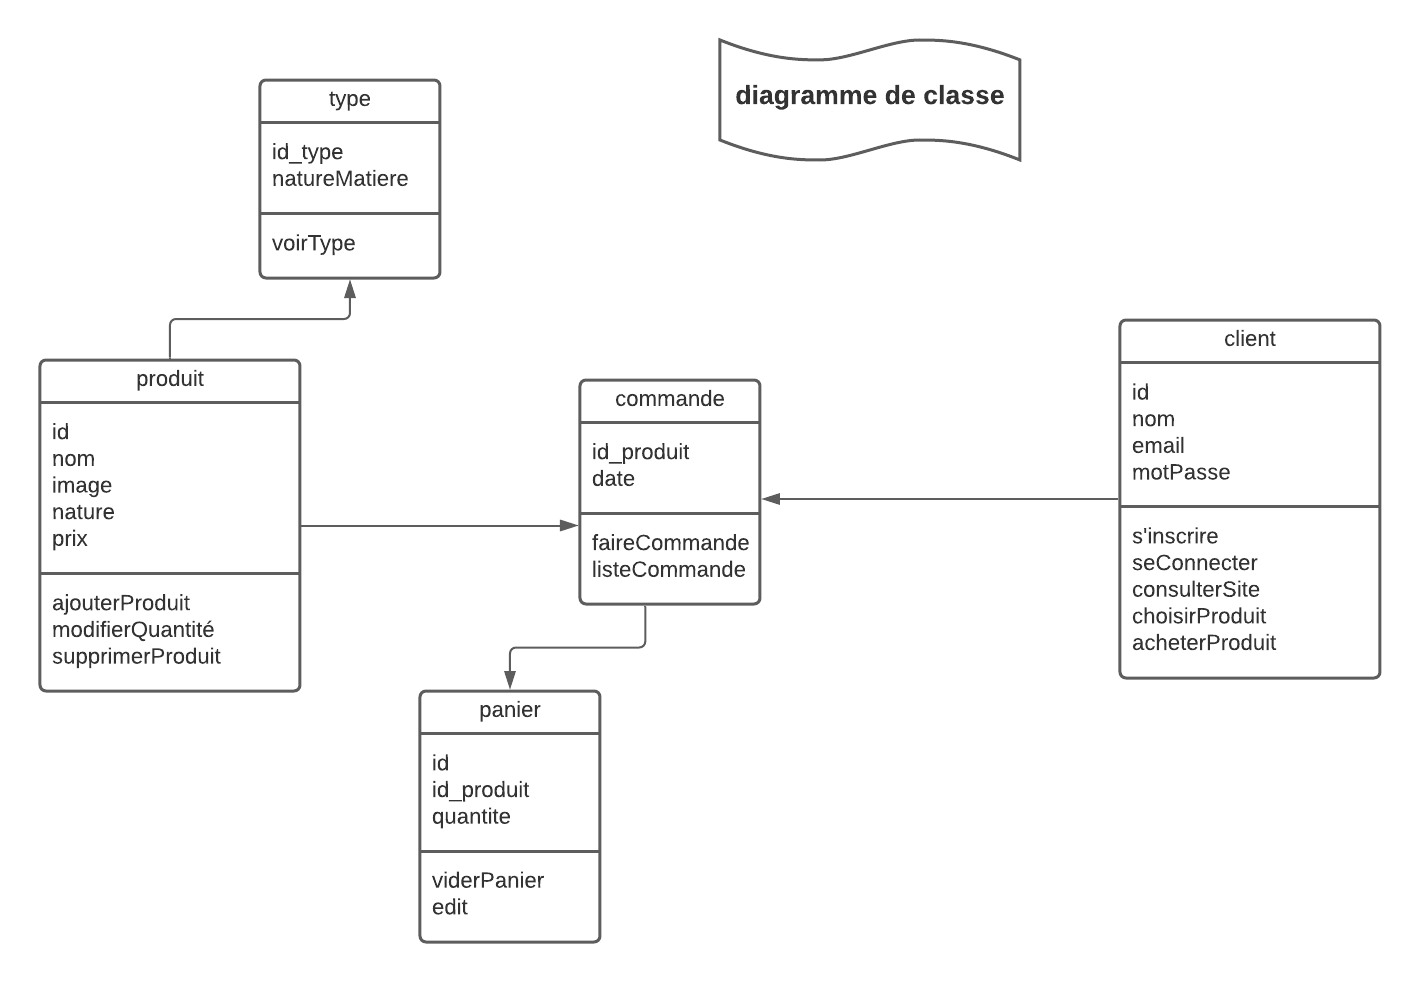 diagramme de classe
type
id_type
natureMatiere
voirType
produit
id
nom
image
nature
prix
ajouterProduit
modifierQuantité
supprimerProduit
commande
id_produit
date
faireCommande
listeCommande
client
id
nom
email
motPasse
s'inscrire
seConnecter
consulterSite
choisirProduit
acheterProduit
panier
id
id_produit
quantite
viderPanier
edit